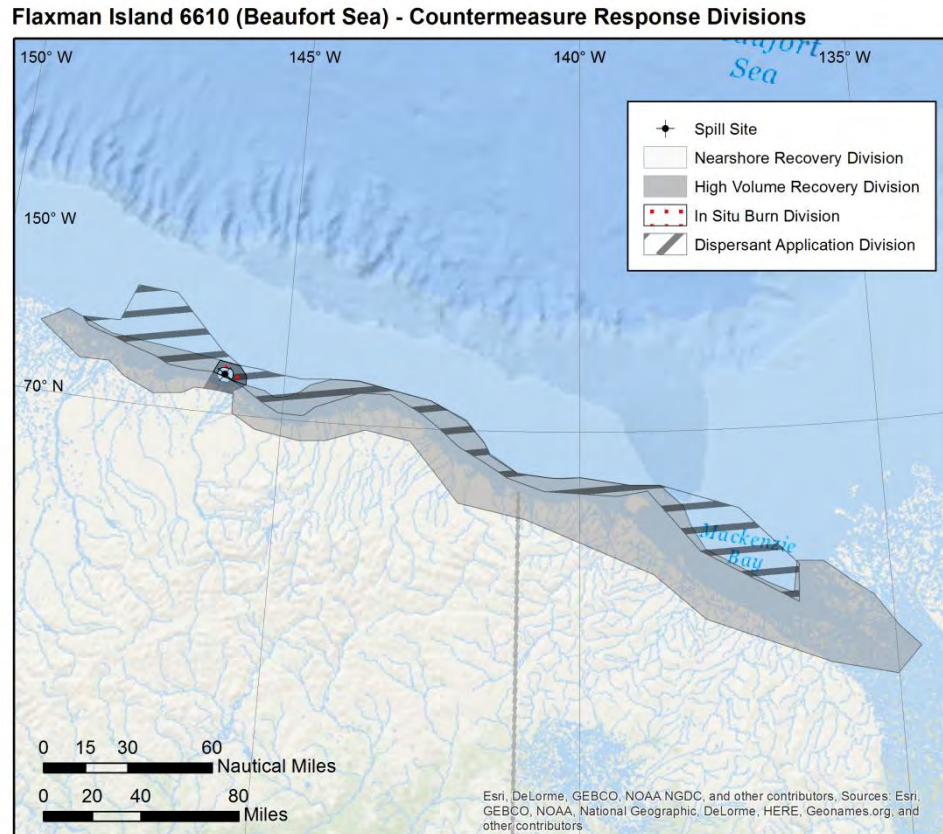 Flaxman Island 6610 (Beaufort Sea) - Countermeasure Response Divisions
150° W
145° W
140° W
135° W
Beaufort
Sea
Spill Site
Nearshore Recovery Division
High Volume Recovery Division
In Situ Burn Division
Dispersant Application Division
150° W
70° N
Mackenzie
Bay
0 15 30 60
Nautical Miles
0 20 40 80
Miles
Esri, DeLorme, GEBCO, NOAA NGDC, and other contributors, Sources: Esri,
GEBCO, NOAA, National Geographic, DeLorme, HERE, Geonames.org, and
other contributors